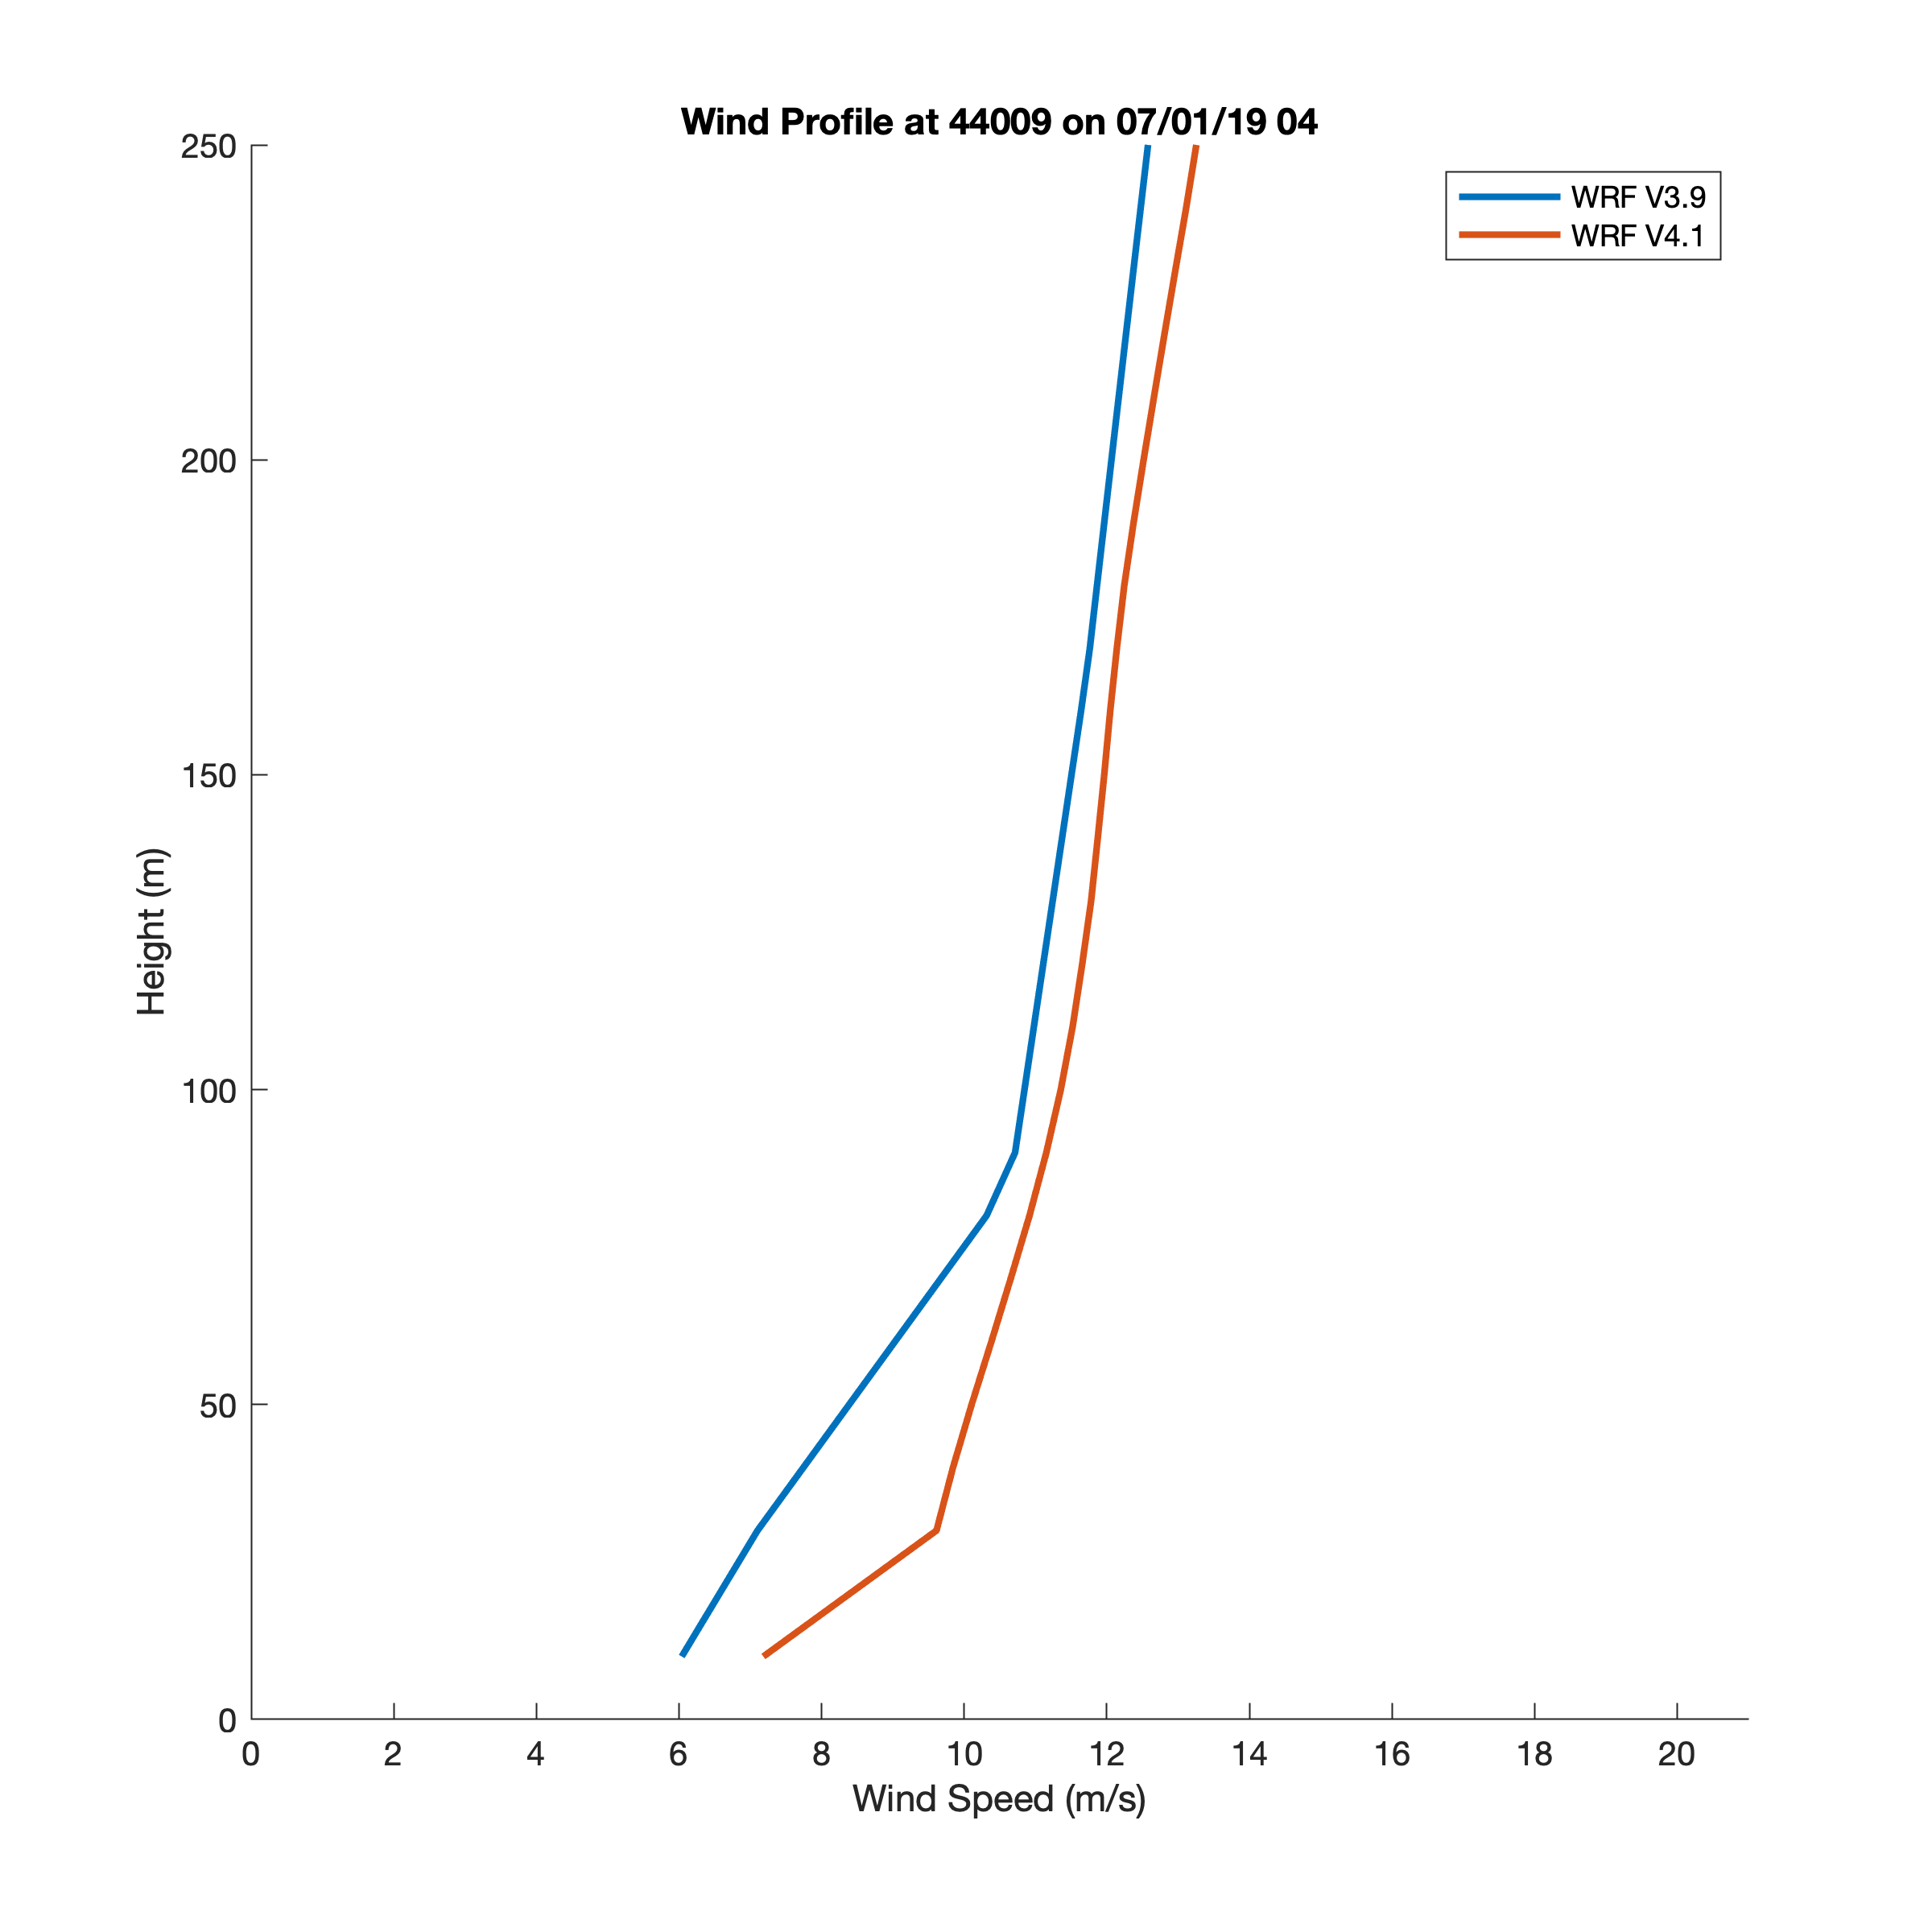 Wind Profile at 44009 on 07/01/19 04
WRF V3.9
WRF V4.1
250
200
150
100
50
0
Height (m)
0 2 4 6 8 10 12 14 16 18 20
Wind Speed (m/s)